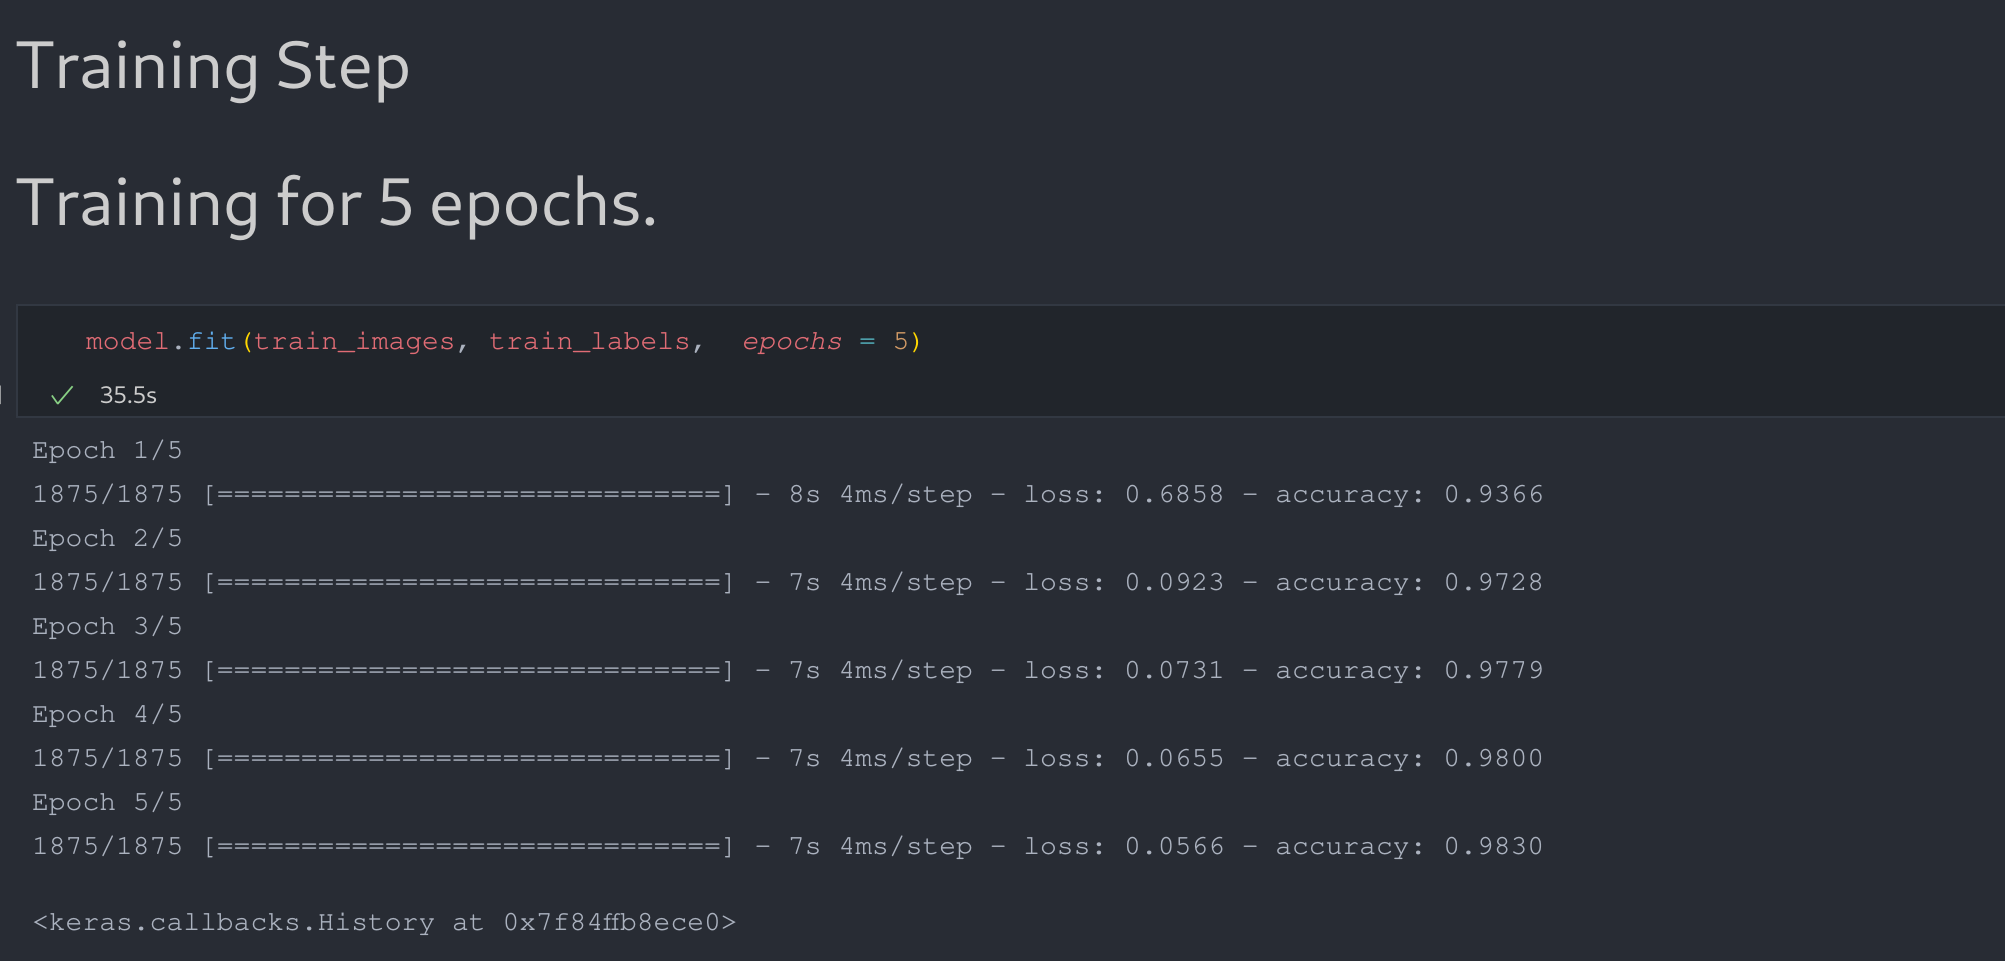 Training Step
Training for 5 epochs.
model.fit(train_images, train_labels,  epochs = 5)
✓ 35.5s
Epoch 1/5
1875/1875 [==============================] - 8s 4ms/step - loss: 0.6858 - accuracy: 0.9366
Epoch 2/5
1875/1875 [==============================] - 7s 4ms/step - loss: 0.0923 - accuracy: 0.9728
Epoch 3/5
1875/1875 [==============================] - 7s 4ms/step - loss: 0.0731 - accuracy: 0.9779
Epoch 4/5
1875/1875 [==============================] - 7s 4ms/step - loss: 0.0655 - accuracy: 0.9800
Epoch 5/5
1875/1875 [==============================] - 7s 4ms/step - loss: 0.0566 - accuracy: 0.9830
<keras.callbacks.History at 0x7f84ffb8ece0>